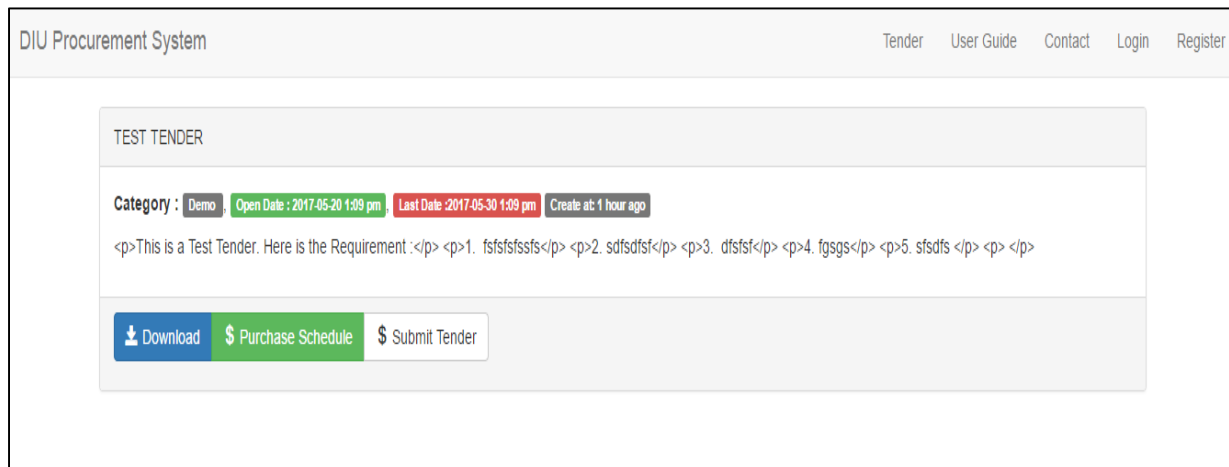 DIU Procurement System Tender User Guide Contact Login Register
TEST TENDER
Category : Demo , Open Date : 2017-05-20 1:09 pm , Last Date :2017-05-30 1:09 pm Create at: 1 hour ago
<p>This is a Test Tender. Here is the Requirement :</p> <p>1.  fsfsfsfssfs</p> <p>2. sdfsdfsf</p> <p>3.  dfsfsf</p> <p>4. fgsgs</p> <p>5. sfsdfs </p> <p> </p>
Download $ Purchase Schedule $ Submit Tender